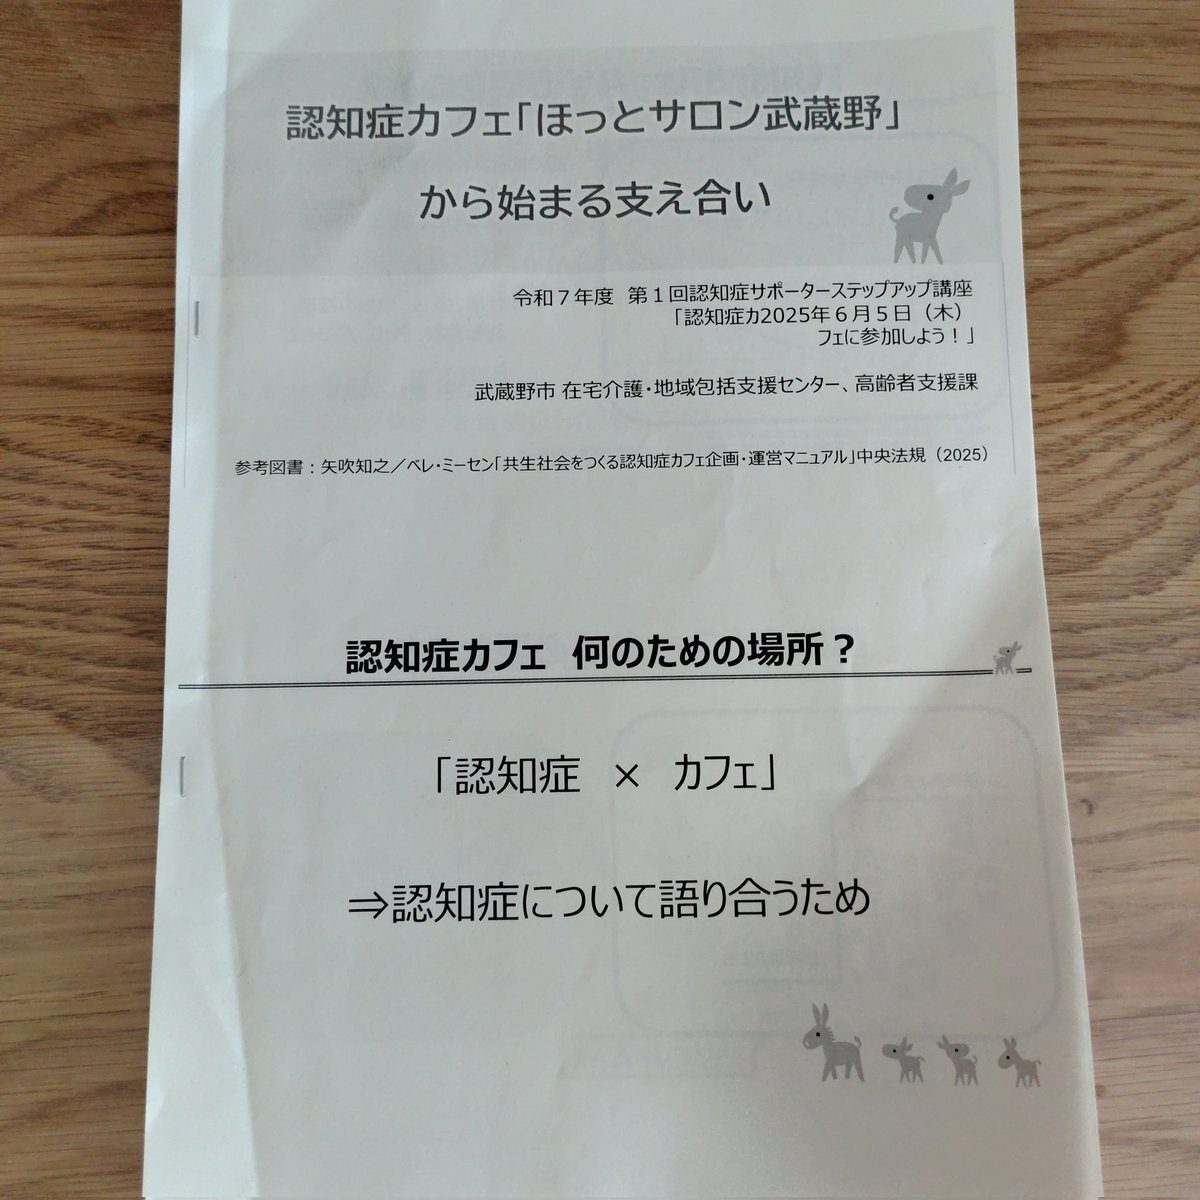 認知症カフェ「ほっとサロン武蔵野」
から始まる支え合い
令和７年度 第１回認知症サポーターステップアップ講座
「認知症カ2025年６月５日（木）
フェに参加しよう！」
武蔵野市 在宅介護・地域包括支援センター、高齢者支援課
参考図書：矢吹知之／ベレ・ミーセン「共生社会をつくる認知症カフェ企画・運営マニュアル」中央法規（2025）
認知症カフェ 何のための場所？
「認知症 × カフェ」
⇒認知症について語り合うため